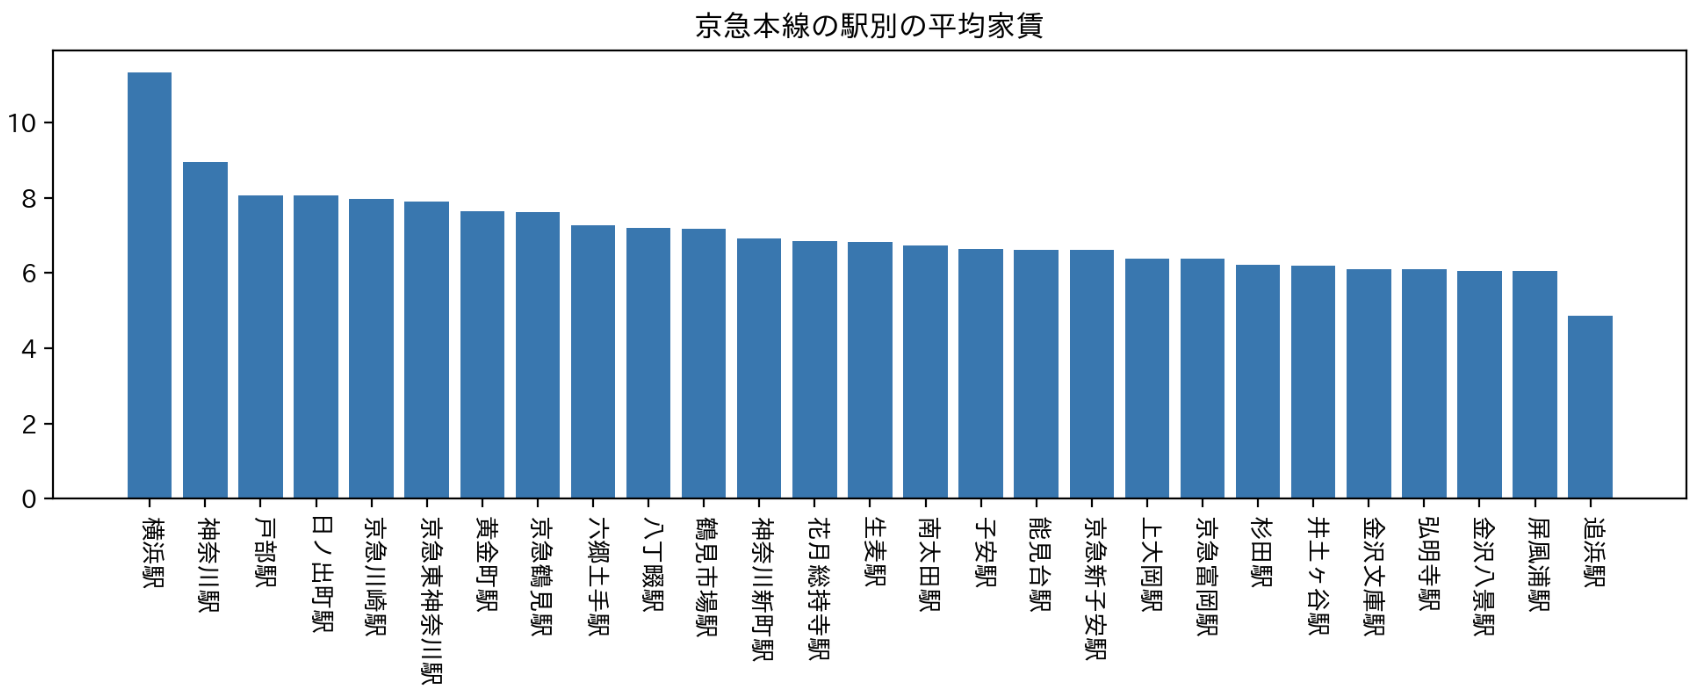 京急本線の駅別の平均家賃
10
8
6
4
2
0
横浜駅
神奈川駅
戸部駅
日ノ出町駅
京急川崎駅
京急東神奈川駅
黄金町駅
京急鶴見駅
六郷土手駅
八丁畷駅
鶴見市場駅
神奈川新町駅
花月総持寺駅
生麦駅
南太田駅
子安駅
能見台駅
京急新子安駅
上大岡駅
京急富岡駅
杉田駅
井土ヶ谷駅
金沢文庫駅
弘明寺駅
金沢八景駅
屏風浦駅
追浜駅